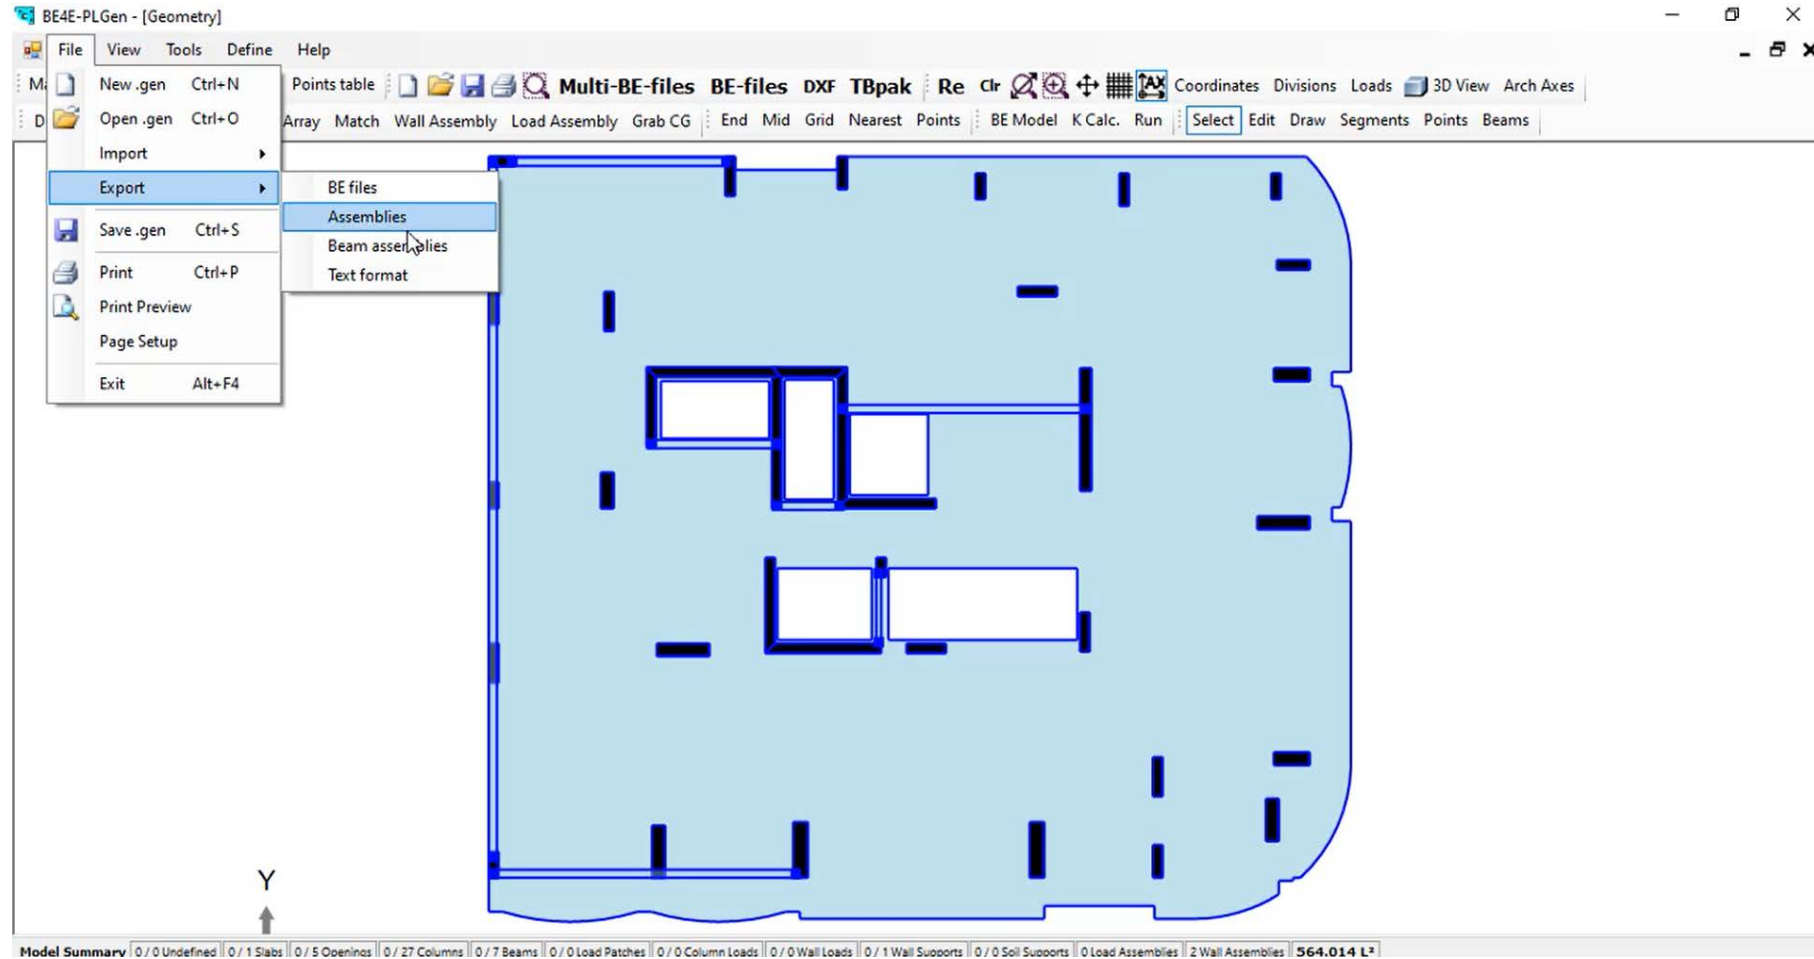 BE4E-PLGen - [Geometry]
File View Tools Define Help
Points table Multi-BE-files BE-files DXF TBpak Re Clr AX Coordinates Divisions Loads 3D View Arch Axes
Array Match Wall Assembly Load Assembly Grab CG End Mid Grid Nearest Points BE Model K Calc. Run Select Edit Draw Segments Points Beams
New .gen Ctrl+N
Open .gen Ctrl+O
Import
Export
Save .gen Ctrl+S
Print Ctrl+P
Print Preview
Page Setup
Exit Alt+F4
BE files
Assemblies
Beam assemblies
Text format
Y
Model Summary 0 / 0 Undefined 0 / 1 Slabs 0 / 5 Openings 0 / 27 Columns 0 / 7 Beams 0 / 0 Load Patches 0 / 0 Column Loads 0 / 0 Wall Loads 0 / 1 Wall Supports 0 / 0 Soil Supports 0 Load Assemblies 2 Wall Assemblies 564.014 L²